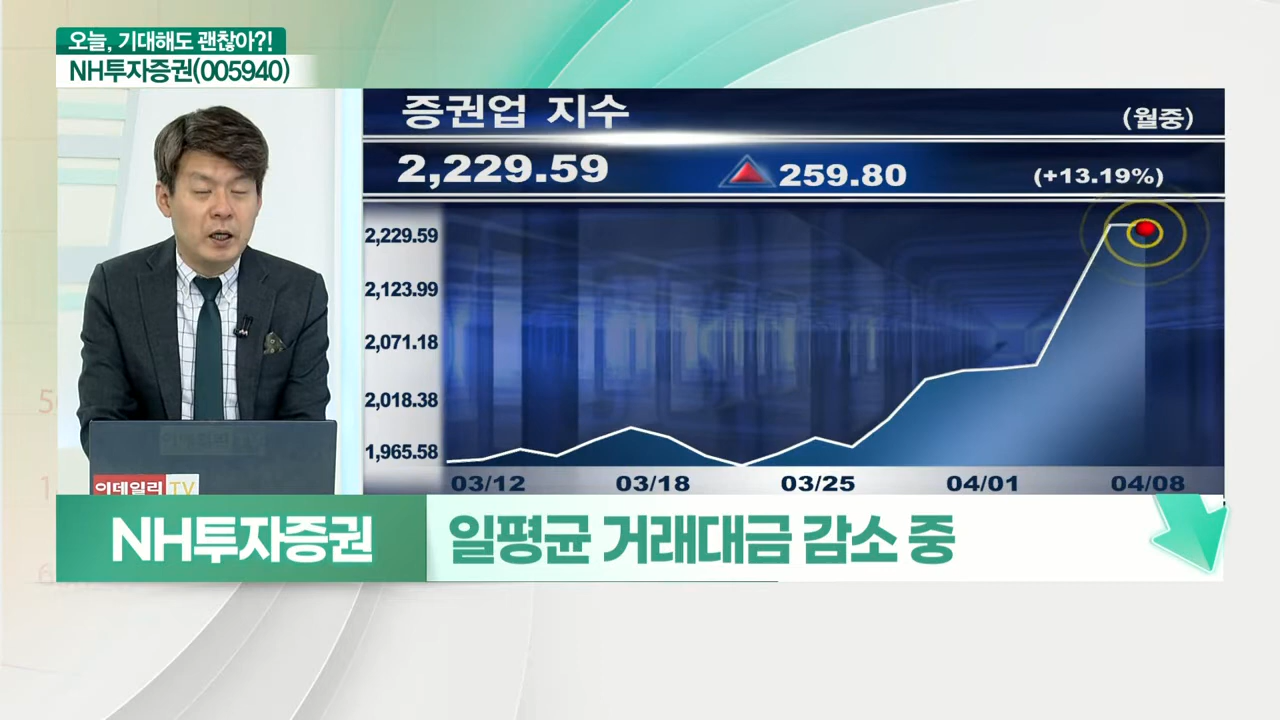 오늘, 기대해도 괜찮아?!
NH투자증권(005940)
증권업 지수
(월중)
2,229.59
259.80
(+13.19%)
2,229.59
2,123.99
2,071.18
2,018.38
1,965.58
03/12
03/18
03/25
04/01
04/08
이데일리 TV
NH투자증권
일평균 거래대금 감소 중